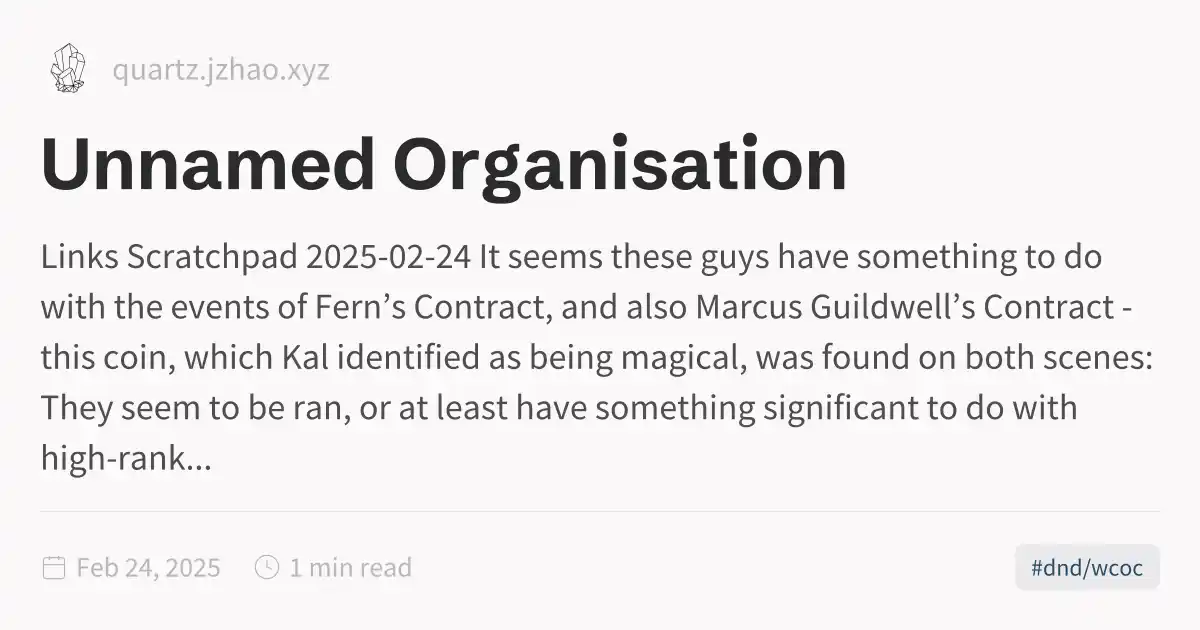 quartz.jzhao.xyz
Unnamed Organisation
Links Scratchpad 2025-02-24 It seems these guys have something to do
with the events of Fern’s Contract, and also Marcus Guildwell’s Contract -
this coin, which Kal identified as being magical, was found on both scenes:
They seem to be ran, or at least have something significant to do with
high-rank...
Feb 24, 2025 1 min read #dnd/wcoc